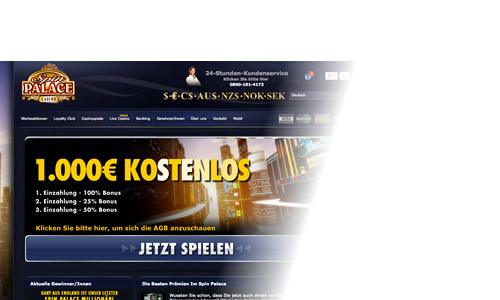 Spin
PALACE
CASINO
24-Stunden-Kundenservice
Klicken Sie bitte hier
0800-181-4173
$·€·C$·AU$·NZ$·NOK·SEK
Deutsch
Werbeaktionen Loyalty Club Casinospiele Live Casino Banking Gewinner/innen Über uns Kontakt Mobil
1.000€ KOSTENLOS
1. Einzahlung - 100% Bonus
2. Einzahlung - 25% Bonus
3. Einzahlung - 50% Bonus
Klicken Sie bitte hier, um sich die AGB anzuschauen
JETZT SPIELEN
Aktuelle Gewinner/innen
Die Besten Prämien Im Spin Palace
GARY AUS ENGLAND IST UNSER LETZTER
SPIN PALACE MILLIONÄR!
Wussten Sie schon, dass Sie jetzt auch direkt von